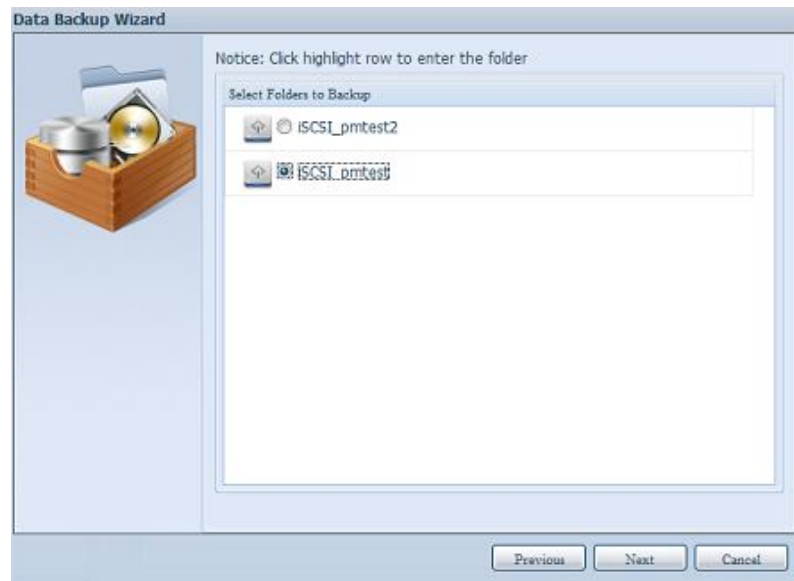 Data Backup Wizard
Notice: Click highlight row to enter the folder
Select Folders to Backup
iSCSI_pmtest2
iSCSI_pmtest
Previous Next Cancel